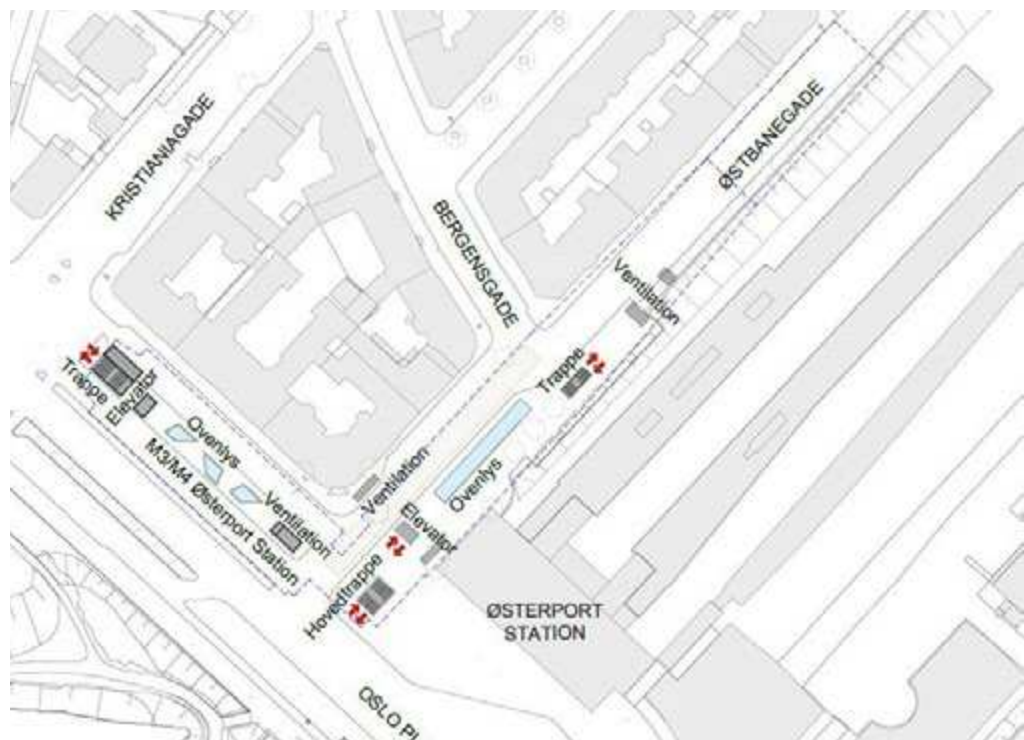 KRISTIANIAGADE
BERGENSGADE
ØSTBANEGADE
Ventilation
Trappe
Trappe
Elevator
Ovenlys
M3/M4 Østerport Station
Ventilation
Ventilation
Ovenlys
Elevator
Hovedtrappe
ØSTERPORT
STATION
OSLO PL